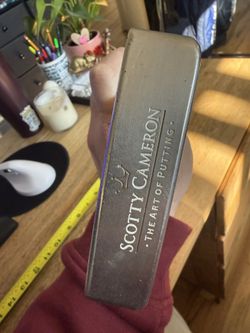 SCOTTY CAMERON
· THE ART OF PUTTING ·